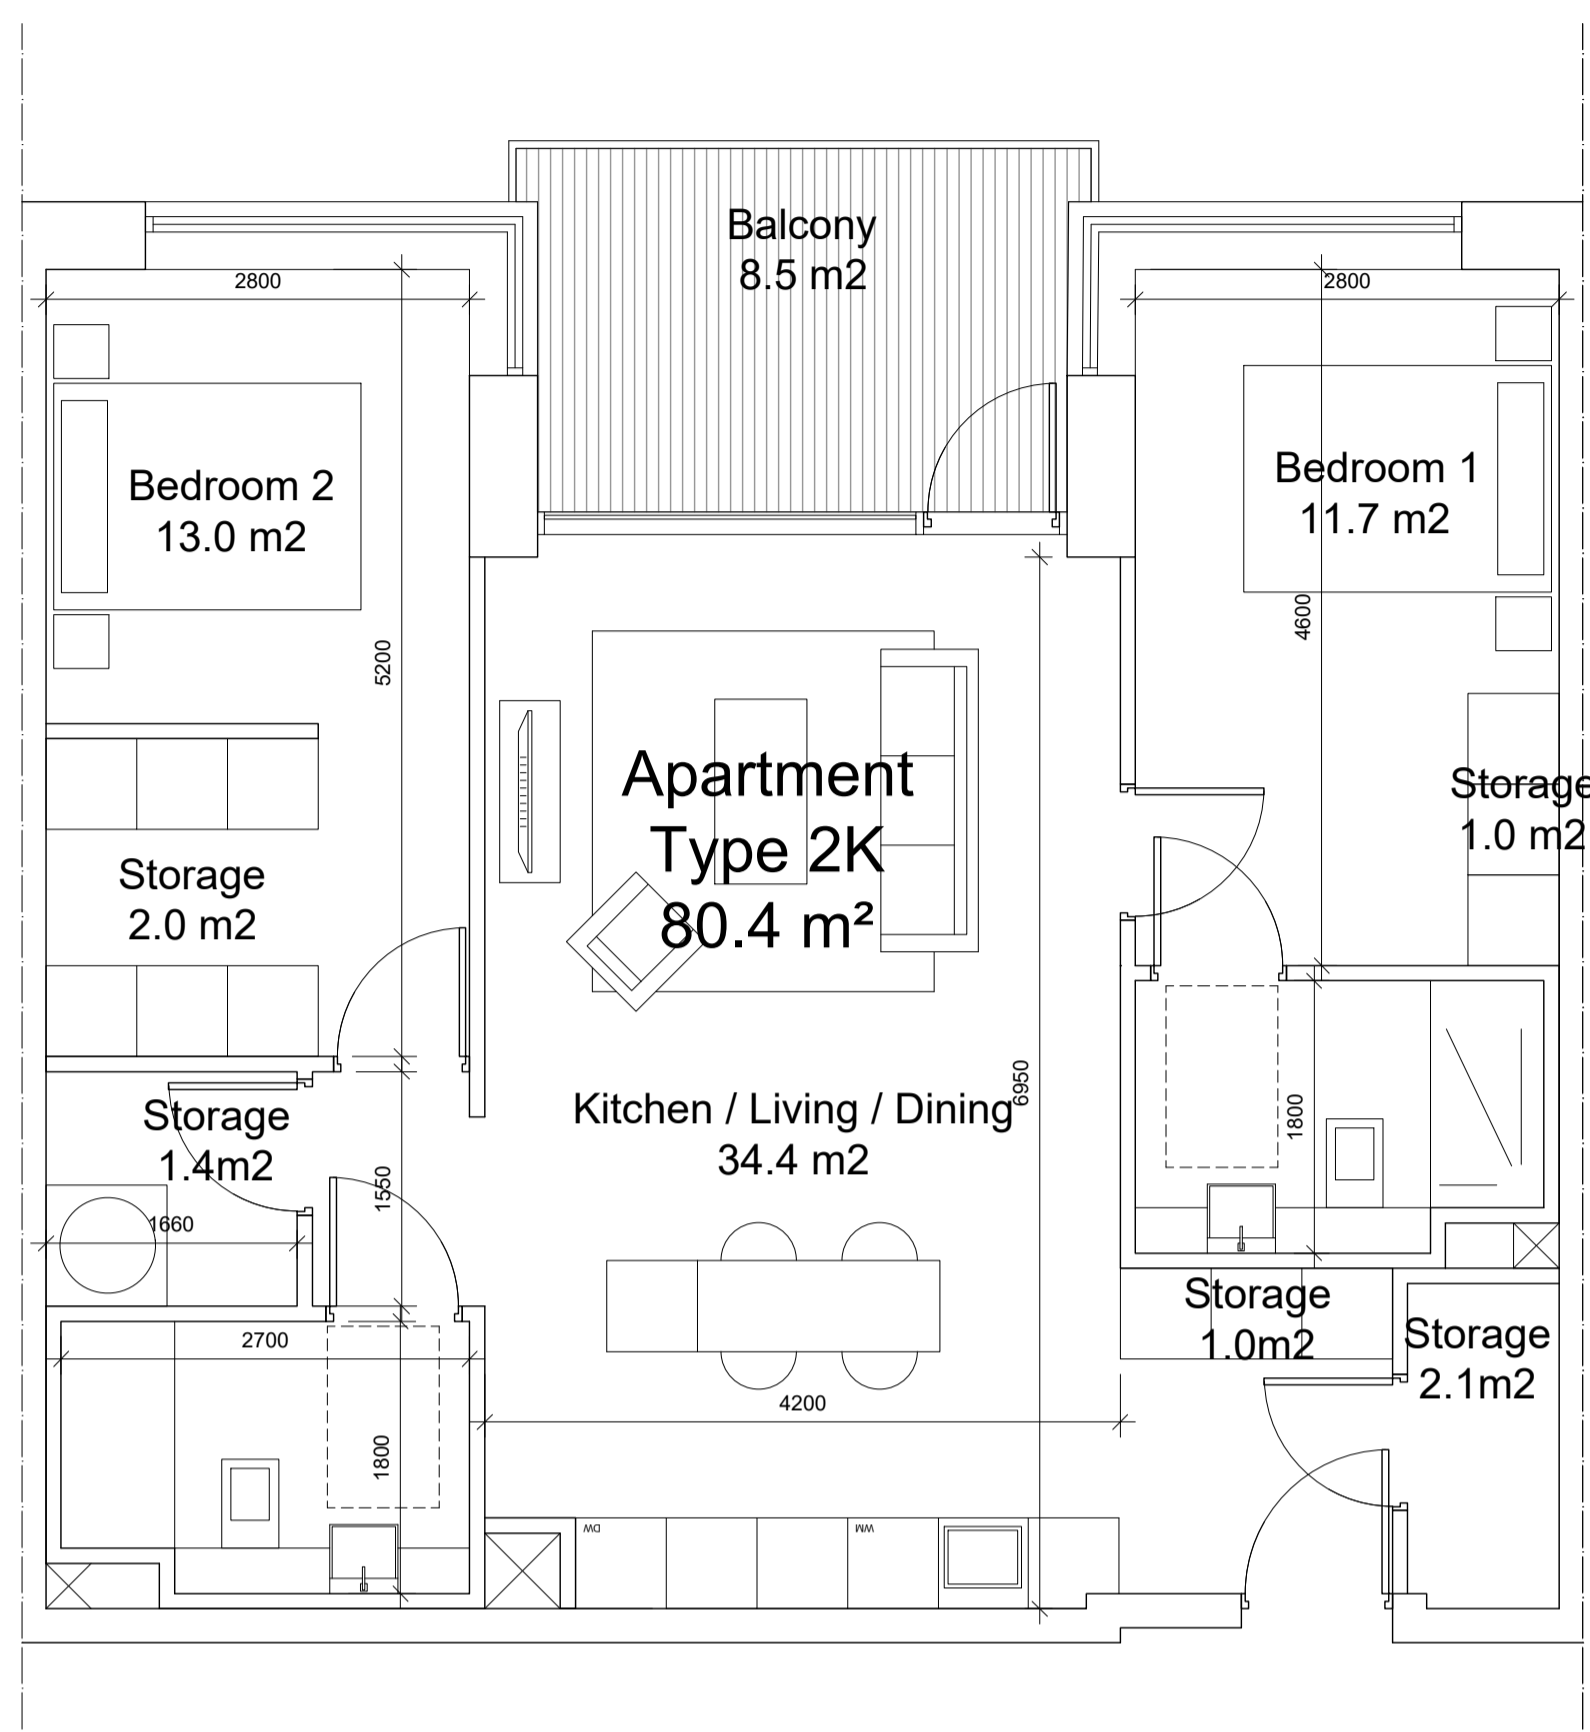 Balcony
8.5 m2
2800
2800
Bedroom 2
13.0 m2
Bedroom 1
11.7 m2
5200
4600
Apartment
Type 2K
80.4 m²
Storage
1.0 m2
Storage
2.0 m2
Kitchen / Living / Dining
34.4 m2
6950
Storage
1.4m2
1550
1660
1800
2700
Storage
1.0m2
Storage
2.1m2
4200
1800
DW
WM